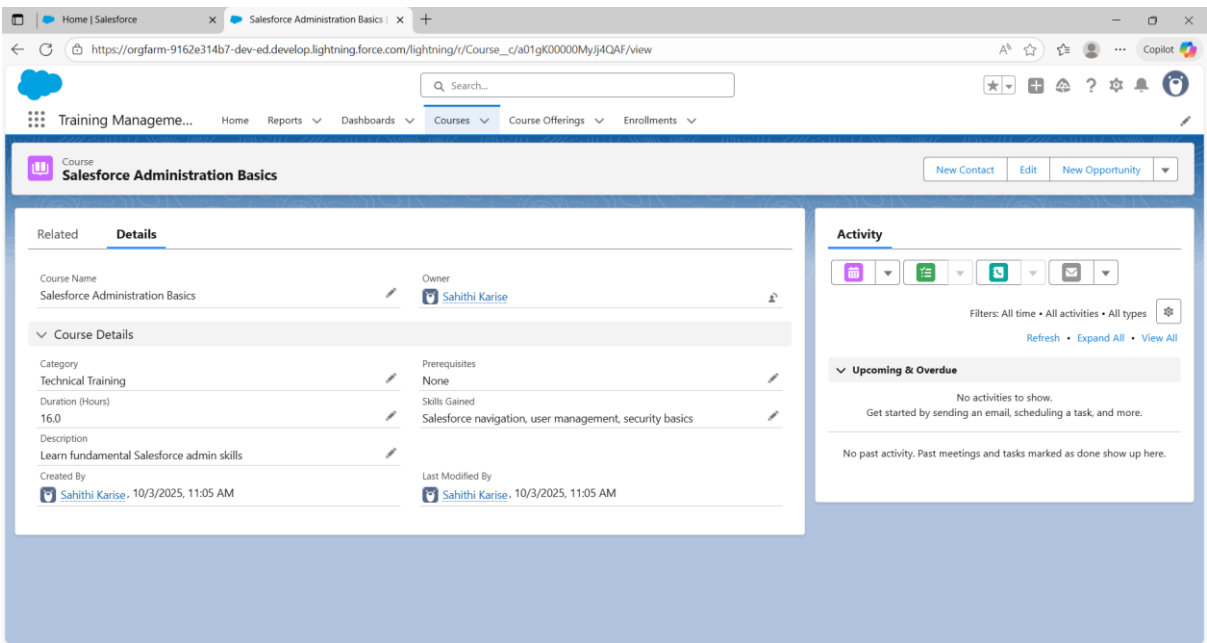 Home | Salesforce
Salesforce Administration Basics |
https://orgfarm-9162e314b7-dev-ed.develop.lightning.force.com/lightning/r/Course__c/a01gK00000MyJj4QAF/view
Copilot
Search...
Training Manageme...
Home
Reports
Dashboards
Courses
Course Offerings
Enrollments
Course
Salesforce Administration Basics
New Contact
Edit
New Opportunity
Related
Details
Course Name
Salesforce Administration Basics
Owner
Sahithi Karise
Course Details
Category
Technical Training
Prerequisites
None
Duration (Hours)
16.0
Skills Gained
Salesforce navigation, user management, security basics
Description
Learn fundamental Salesforce admin skills
Created By
Sahithi Karise, 10/3/2025, 11:05 AM
Last Modified By
Sahithi Karise, 10/3/2025, 11:05 AM
Activity
Filters: All time • All activities • All types
Refresh • Expand All • View All
Upcoming & Overdue
No activities to show.
Get started by sending an email, scheduling a task, and more.
No past activity. Past meetings and tasks marked as done show up here.